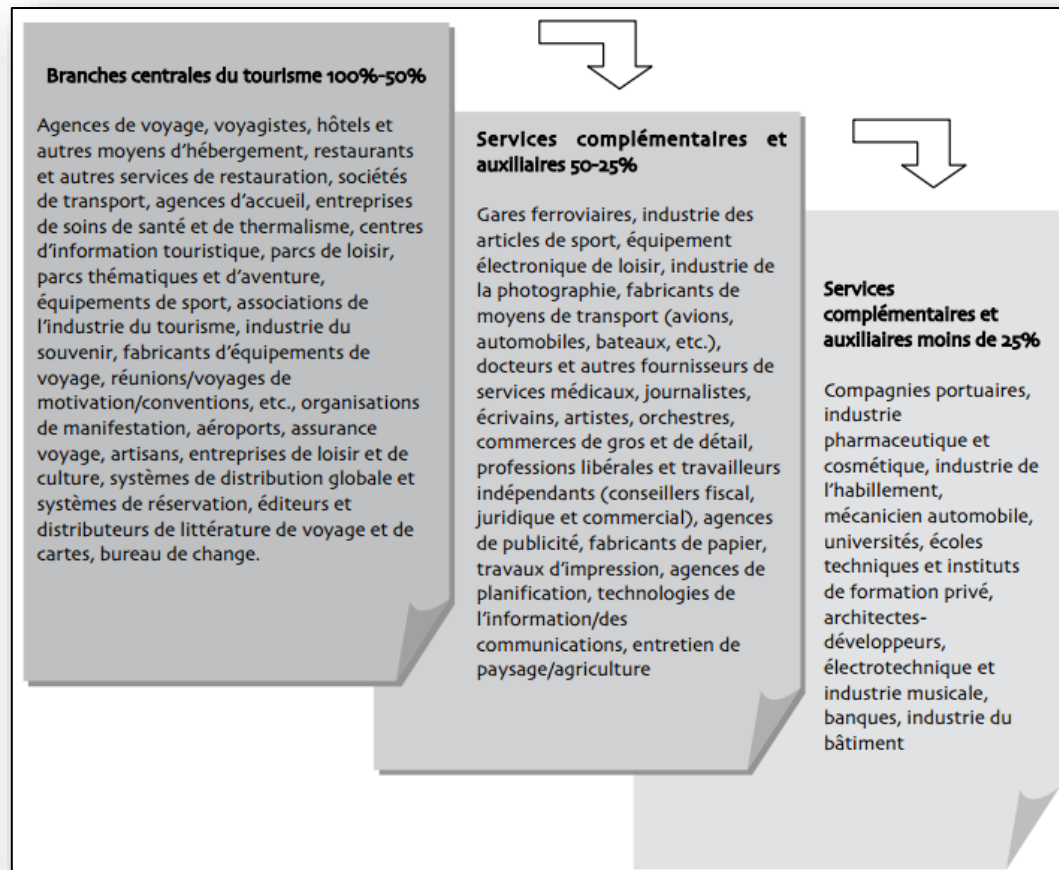 Branches centrales du tourisme 100%-50%
Agences de voyage, voyagistes, hôtels et
autres moyens d'hébergement, restaurants
et autres services de restauration, sociétés
de transport, agences d'accueil, entreprises
de soins de santé et de thermalisme, centres
d'information touristique, parcs de loisir,
parcs thématiques et d'aventure,
équipements de sport, associations de
l'industrie du tourisme, industrie du
souvenir, fabricants d'équipements de
voyage, réunions/voyages de
motivation/conventions, etc., organisations
de manifestation, aéroports, assurance
voyage, artisans, entreprises de loisir et de
culture, systèmes de distribution globale et
systèmes de réservation, éditeurs et
distributeurs de littérature de voyage et de
cartes, bureau de change.
Services complémentaires et
auxiliaires 50-25%
Gares ferroviaires, industrie des
articles de sport, équipement
électronique de loisir, industrie de
la photographie, fabricants de
moyens de transport (avions,
automobiles, bateaux, etc.),
docteurs et autres fournisseurs de
services médicaux, journalistes,
écrivains, artistes, orchestres,
commerces de gros et de détail,
professions libérales et travailleurs
indépendants (conseillers fiscal,
juridique et commercial), agences
de publicité, fabricants de papier,
travaux d'impression, agences de
planification, technologies de
l'information/des
communications, entretien de
paysage/agriculture
Services
complémentaires et
auxiliaires moins de 25%
Compagnies portuaires,
industrie
pharmaceutique et
cosmétique, industrie de
l'habillement,
mécanicien automobile,
universités, écoles
techniques et instituts
de formation privé,
architectes-
développeurs,
électrotechnique et
industrie musicale,
banques, industrie du
bâtiment